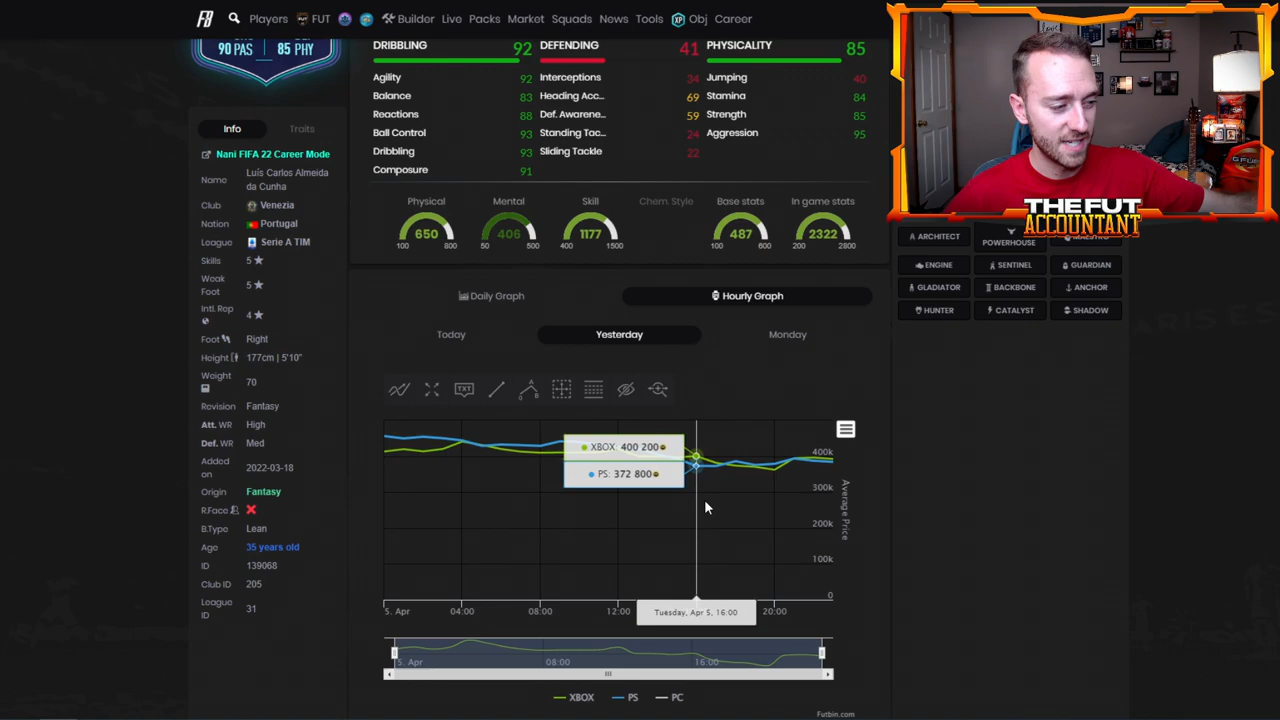 Players FUT Builder Live Packs Market Squads News Tools XP Obj Career
90 PAS 85 PHY
DRIBBLING 92 DEFENDING 41 PHYSICALITY 85
Agility 92 Interceptions 34 Jumping 40
Balance 83 Heading Acc... 69 Stamina 84
Reactions 88 Def. Awarene... 59 Strength 85
Ball Control 93 Standing Tac... 24 Aggression 95
Dribbling 93 Sliding Tackle 22
Composure 91
Physical Mental Skill Chem. Style Base stats In game stats
650 406 1177 487 2322
100 800 50 500 400 1500 100 600 200 2800
Info Traits
Nani FIFA 22 Career Mode
Name Luís Carlos Almeida da Cunha
Club Venezia
Nation Portugal
League Serie A TIM
Skills 5
Weak Foot 5
Intl. Rep 4
Foot Right
Height 177cm | 5'10"
Weight 70
Revision Fantasy
Att. WR High
Def. WR Med
Added on 2022-03-18
Origin Fantasy
R.Face
B.Type Lean
Age 35 years old
ID 139068
Club ID 205
League ID 31
Daily Graph Hourly Graph
Today Yesterday Monday
TXT
XBOX: 400 200
PS: 372 800
400k
300k
200k
100k
0
Average Price
5. Apr 04:00 08:00 12:00 Tuesday, Apr 5, 16:00 20:00
5. Apr 08:00 16:00
XBOX PS PC
Futbin.com
THE FUT
ACCOUNTANT
G FUEL
ARCHITECT POWERHOUSE
ENGINE SENTINEL GUARDIAN
GLADIATOR BACKBONE ANCHOR
HUNTER CATALYST SHADOW